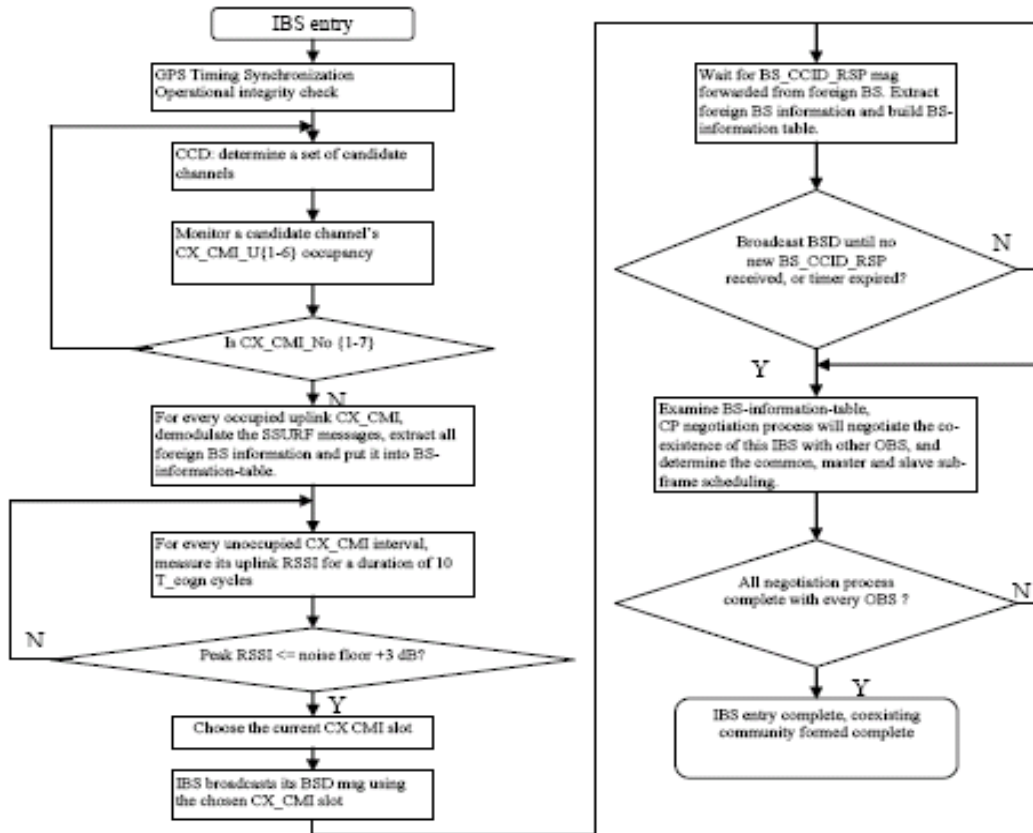 IBS entry
GPS Timing Synchronization
Operational integrity check
CCD: determine a set of candidate
channels
Monitor a candidate channel's
CX_CMI_U{1-6} occupancy
Is CX_CMI_No {1-7}
N
For every occupied uplink CX_CMI,
demodulate the SSURF messages, extract all
foreign BS information and put it into BS-
information-table.
For every unoccupied CX_CMI interval,
measure its uplink RSSI for a duration of 10
T_cogn cycles
N
Peak RSSI <= noise floor +3 dB?
Y
Choose the current CX CMI slot
IBS broadcasts its BSD msg using
the chosen CX_CMI slot
Wait for BS_CCID_RSP mag
forwarded from foreign BS. Extract
foreign BS information and build BS-
information table.
Broadcast BSD until no
new BS_CCID_RSP
received, or timer expired?
N
Y
Examine BS-information-table,
CP negotiation process will negotiate the co-
existence of this IBS with other OBS, and
determine the common, master and slave sub-
frame scheduling.
All negotiation process
complete with every OBS ?
N
Y
IBS entry complete, coexisting
community formed complete